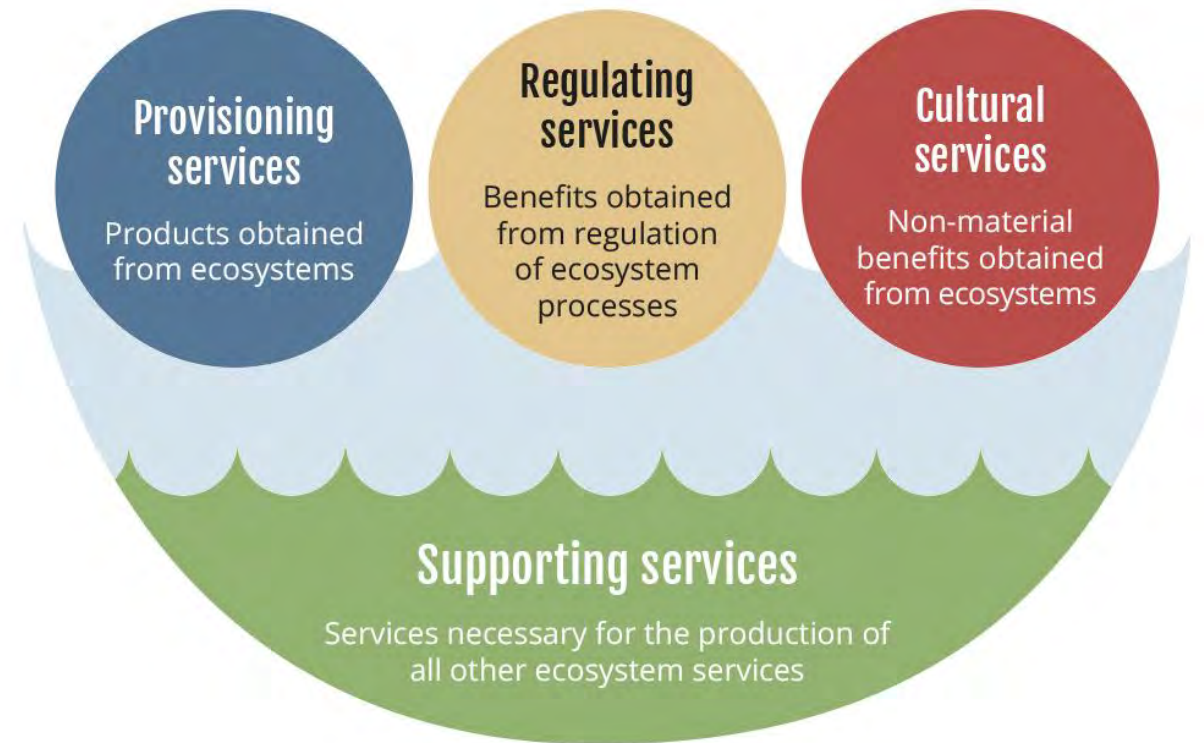 Provisioning
services
Products obtained
from ecosystems
Regulating
services
Benefits obtained
from regulation
of ecosystem
processes
Cultural
services
Non-material
benefits obtained
from ecosystems
Supporting services
Services necessary for the production of
all other ecosystem services